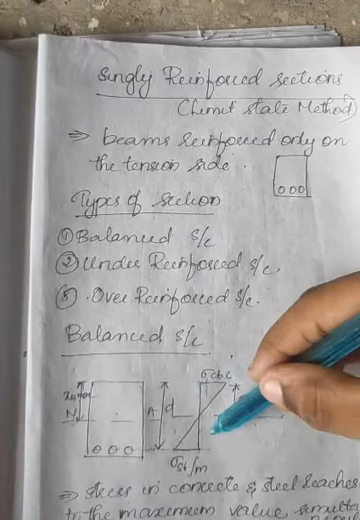 Singly Reinforced sections
(Limit state Method)
⇒ beams reinforced only on
the tension side.
Types of section
① Balanced s/c
② Under Reinforced s/c.
③ Over Reinforced s/c.
Balanced s/c
σcbc
N A d
σst/m
⇒ stress in concrete & steel reaches
to the maximum value